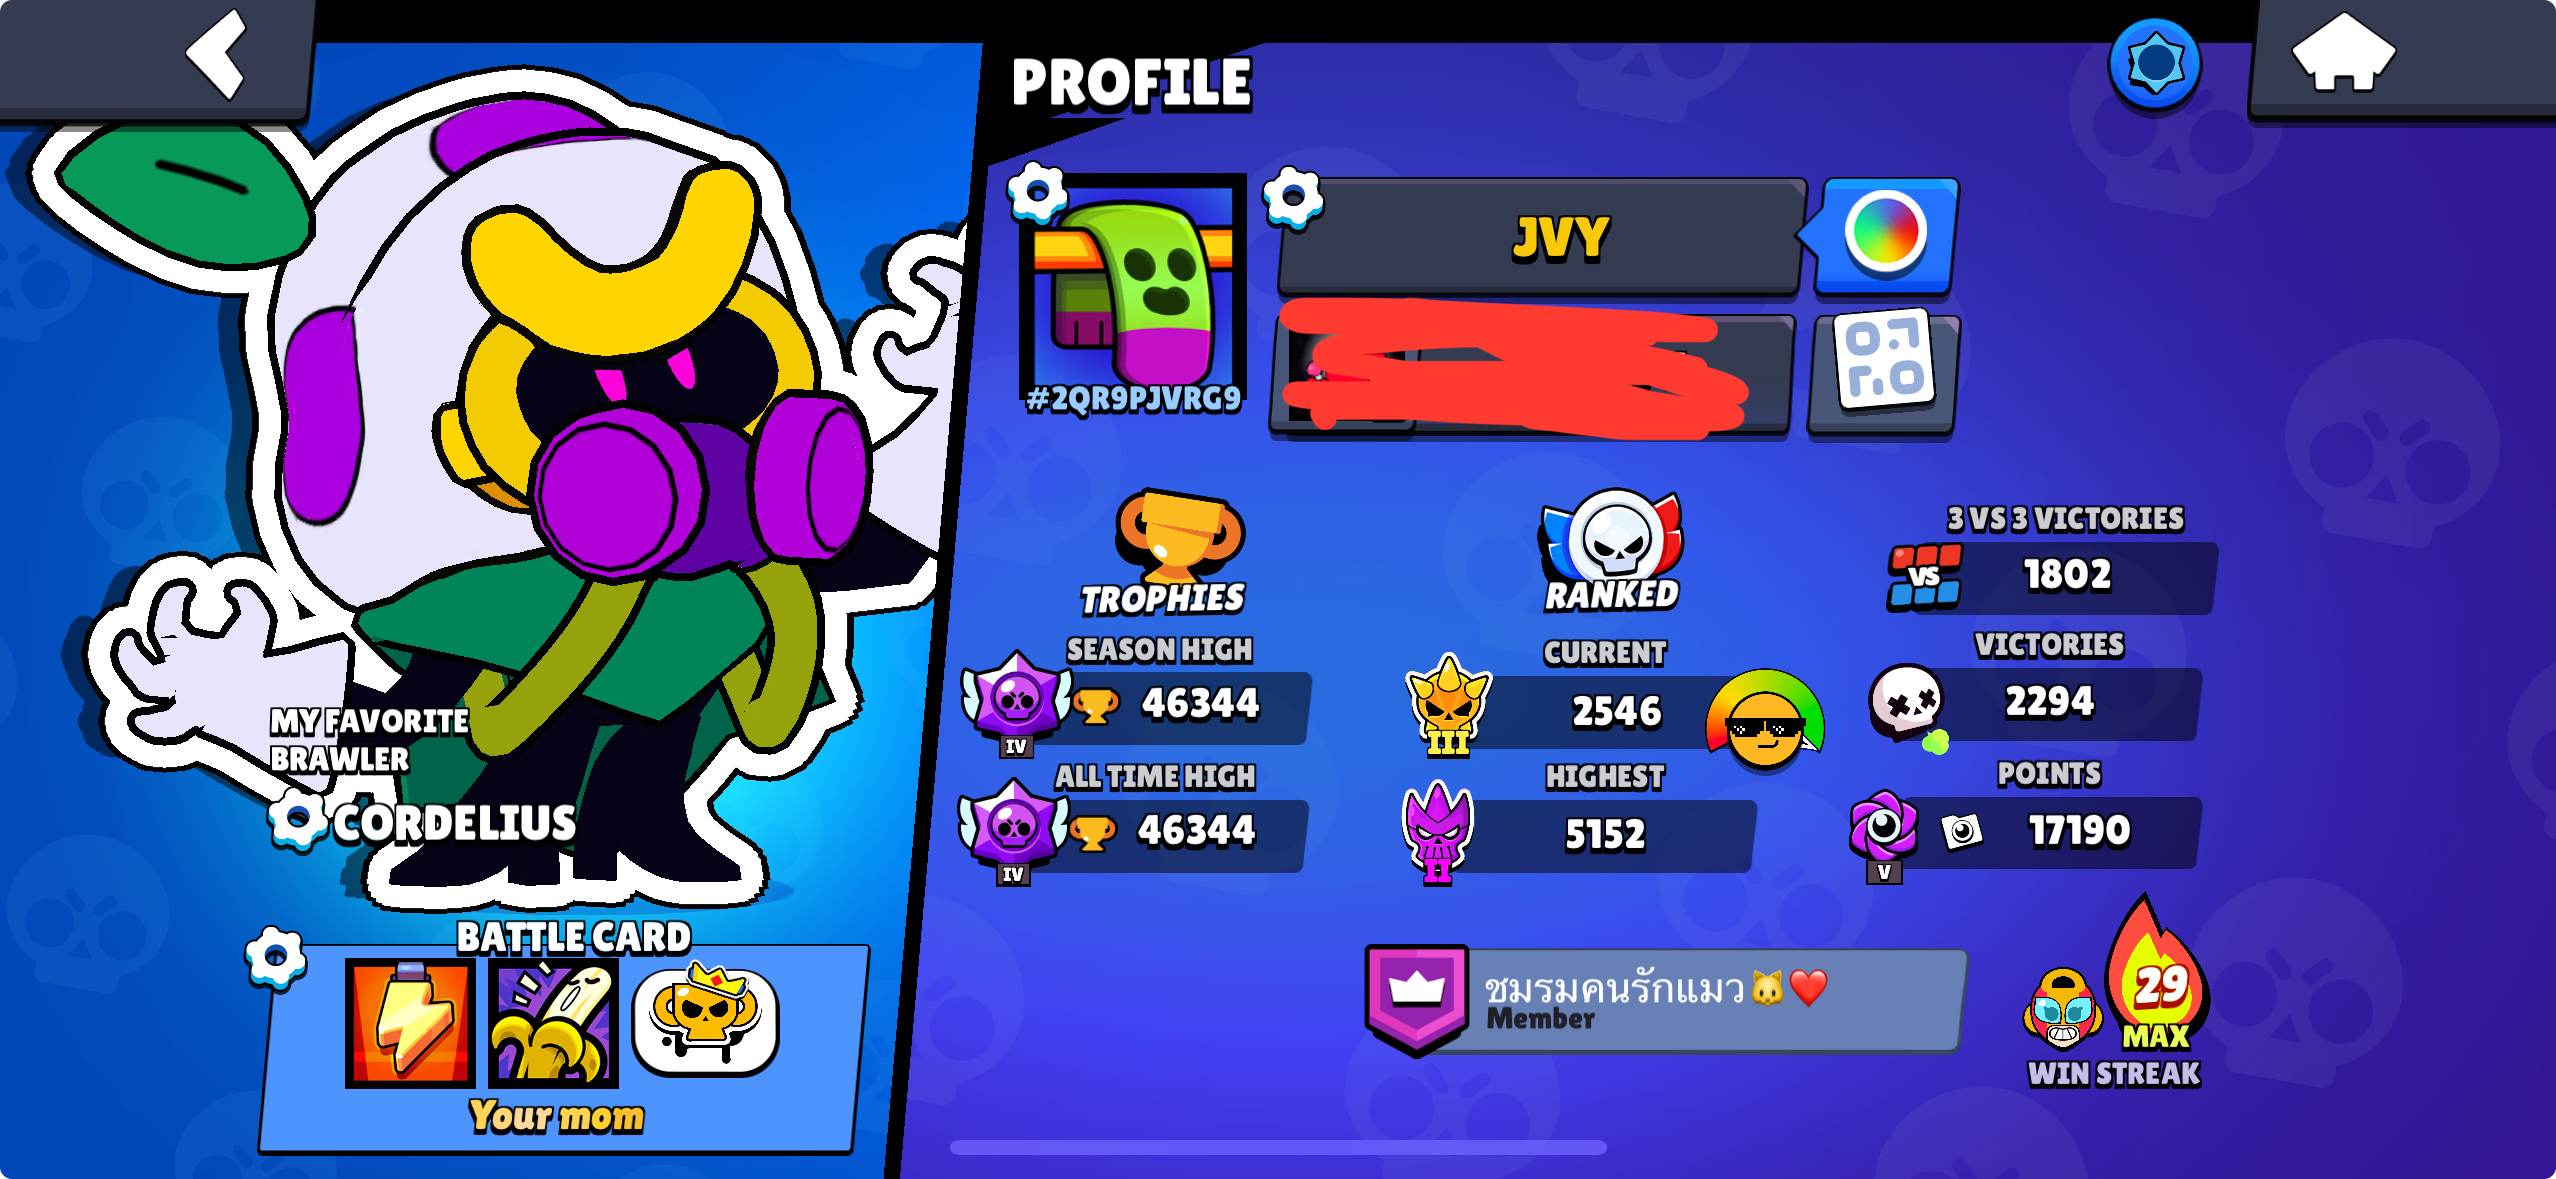 PROFILE
JVY
#2QR9PJVRG9
TROPHIES
SEASON HIGH
46344
IV
ALL TIME HIGH
46344
IV
RANKED
CURRENT
2546
III
HIGHEST
5152
II
3 VS 3 VICTORIES
VS
1802
VICTORIES
2294
POINTS
17190
V
MY FAVORITE
BRAWLER
CORDELIUS
BATTLE CARD
Your mom
ชมรมคนรักแมว🐱❤️
Member
29
MAX
WIN STREAK